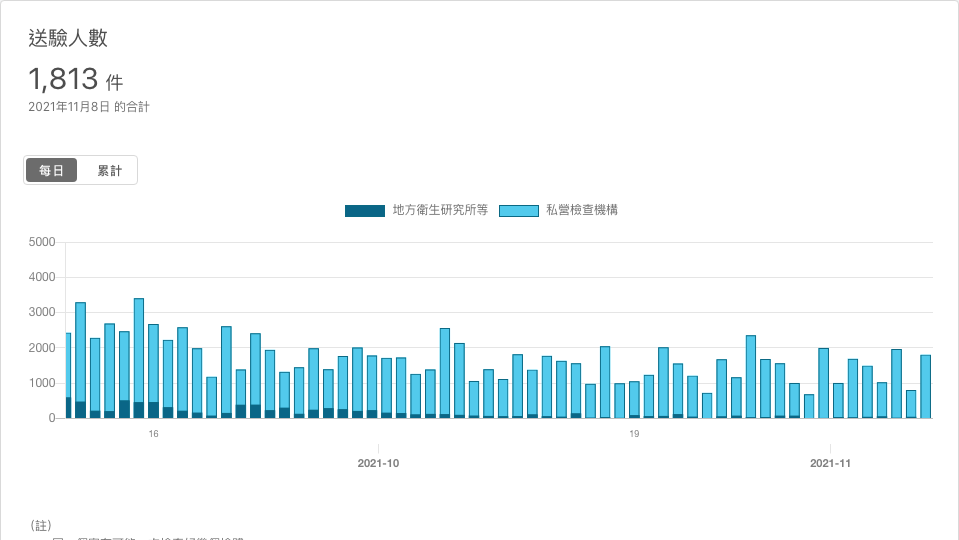 送驗人數
1,813 件
2021年11月8日 的合計
每日 累計
地方衛生研究所等 私營檢查機構
5000
4000
3000
2000
1000
0
16 19
2021-10 2021-11
（註）